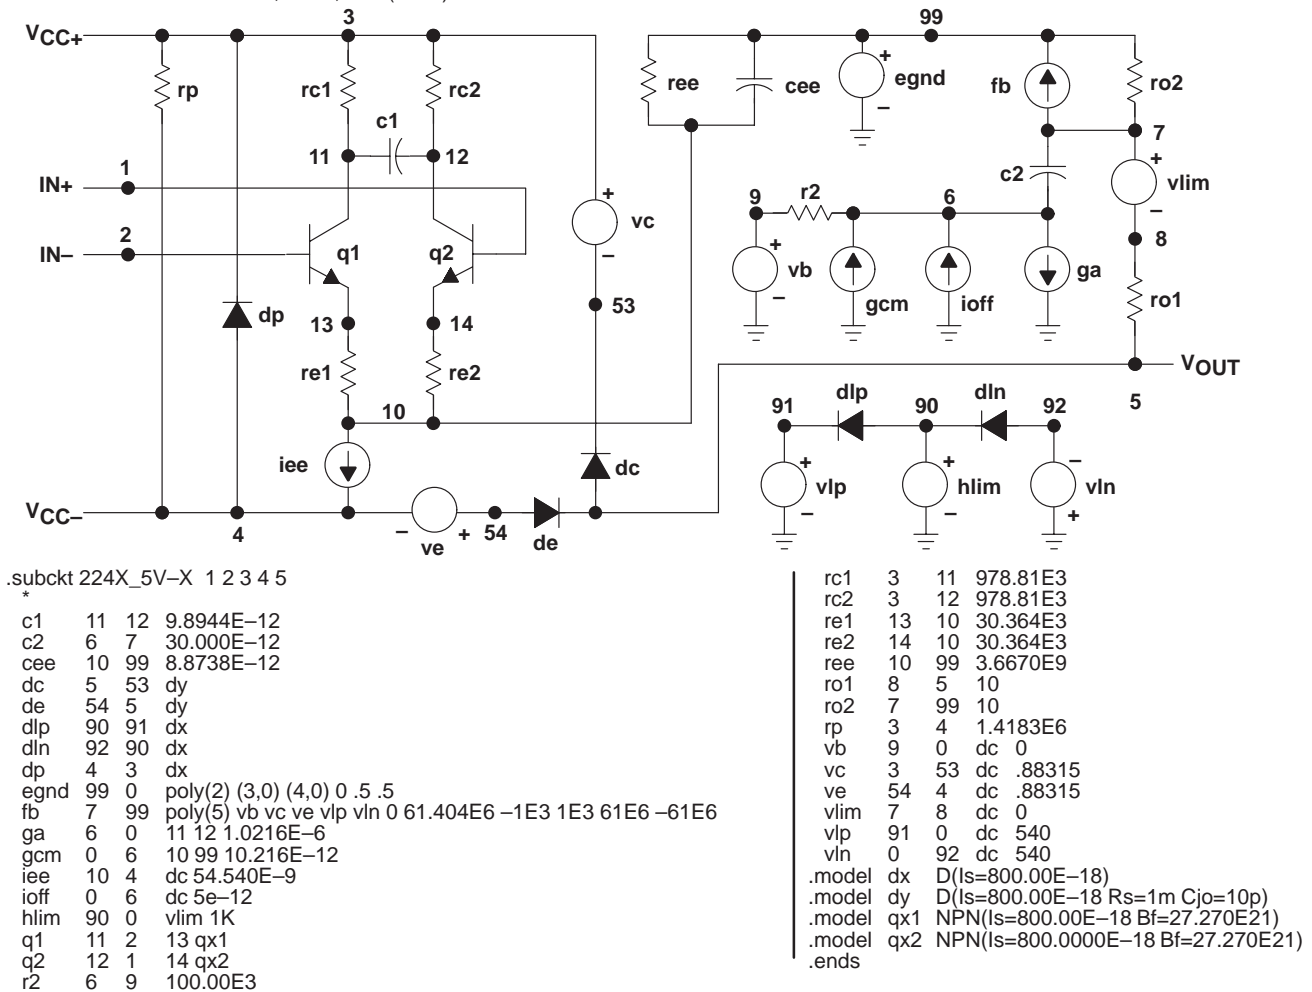 3
99
VCC+
rp
rc1
rc2
ree
cee
egnd
+
–
fb
ro2
c1
11
12
7
1
IN+
c2
vlim
+
–
9
r2
6
2
IN–
q1
q2
+
vc
–
8
+
vb
–
gcm
ioff
ga
53
ro1
dp
13
14
re1
re2
VOUT
5
10
91
dlp
90
dln
92
iee
dc
+
vlp
–
+
hlim
–
–
vln
+
VCC–
4
–
ve
+
54
de
.subckt 224X_5V–X 1 2 3 4 5
*
c1 11 12 9.8944E–12
c2 6 7 30.000E–12
cee 10 99 8.8738E–12
dc 5 53 dy
de 54 5 dy
dlp 90 91 dx
dln 92 90 dx
dp 4 3 dx
egnd 99 0 poly(2) (3,0) (4,0) 0 .5 .5
fb 7 99 poly(5) vb vc ve vlp vln 0 61.404E6 –1E3 1E3 61E6 –61E6
ga 6 0 11 12 1.0216E–6
gcm 0 6 10 99 10.216E–12
iee 10 4 dc 54.540E–9
ioff 0 6 dc 5e–12
hlim 90 0 vlim 1K
q1 11 2 13 qx1
q2 12 1 14 qx2
r2 6 9 100.00E3
rc1 3 11 978.81E3
rc2 3 12 978.81E3
re1 13 10 30.364E3
re2 14 10 30.364E3
ree 10 99 3.6670E9
ro1 8 5 10
ro2 7 99 10
rp 3 4 1.4183E6
vb 9 0 dc 0
vc 3 53 dc .88315
ve 54 4 dc .88315
vlim 7 8 dc 0
vlp 91 0 dc 540
vln 0 92 dc 540
.model dx D(Is=800.00E–18)
.model dy D(Is=800.00E–18 Rs=1m Cjo=10p)
.model qx1 NPN(Is=800.00E–18 Bf=27.270E21)
.model qx2 NPN(Is=800.0000E–18 Bf=27.270E21)
.ends